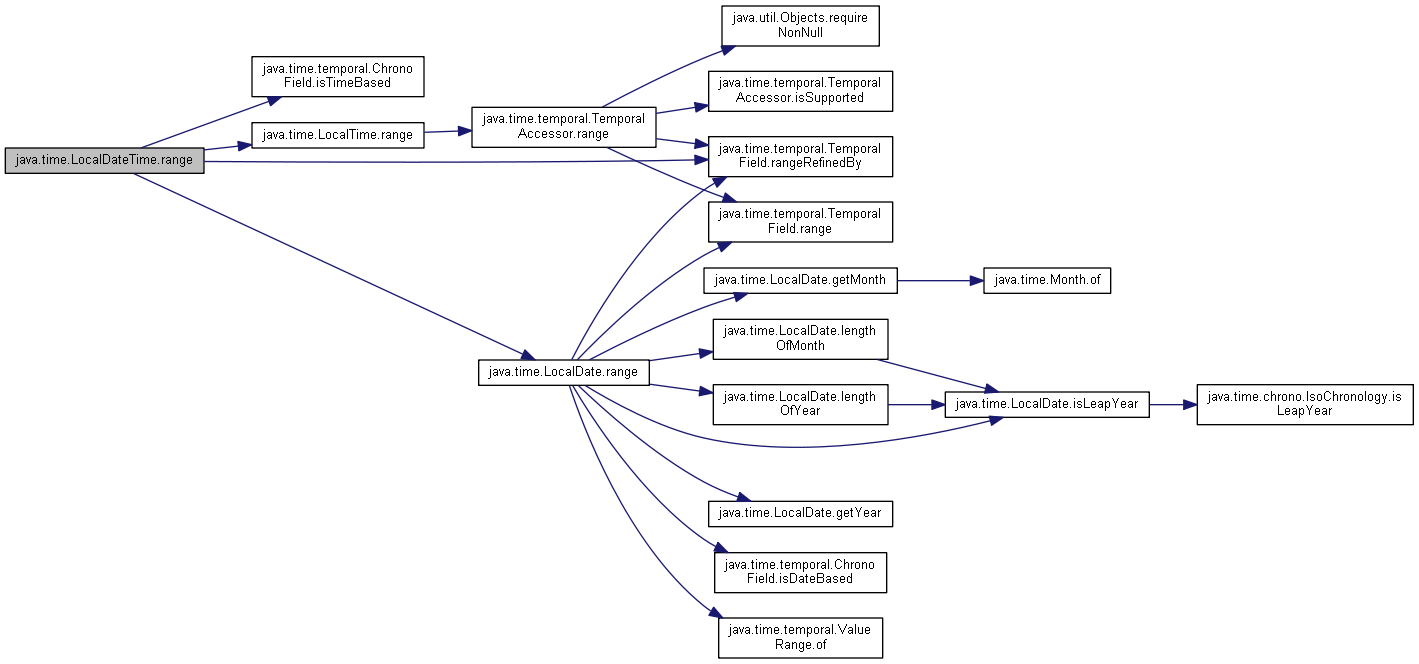 java.util.Objects.require
NonNull
java.time.temporal.Chrono
Field.isTimeBased
java.time.temporal.Temporal
Accessor.isSupported
java.time.LocalDateTime.range
java.time.LocalTime.range
java.time.temporal.Temporal
Accessor.range
java.time.temporal.Temporal
Field.rangeRefinedBy
java.time.temporal.Temporal
Field.range
java.time.LocalDate.getMonth
java.time.Month.of
java.time.LocalDate.length
OfMonth
java.time.LocalDate.range
java.time.LocalDate.length
OfYear
java.time.LocalDate.isLeapYear
java.time.chrono.IsoChronology.is
LeapYear
java.time.LocalDate.getYear
java.time.temporal.Chrono
Field.isDateBased
java.time.temporal.Value
Range.of